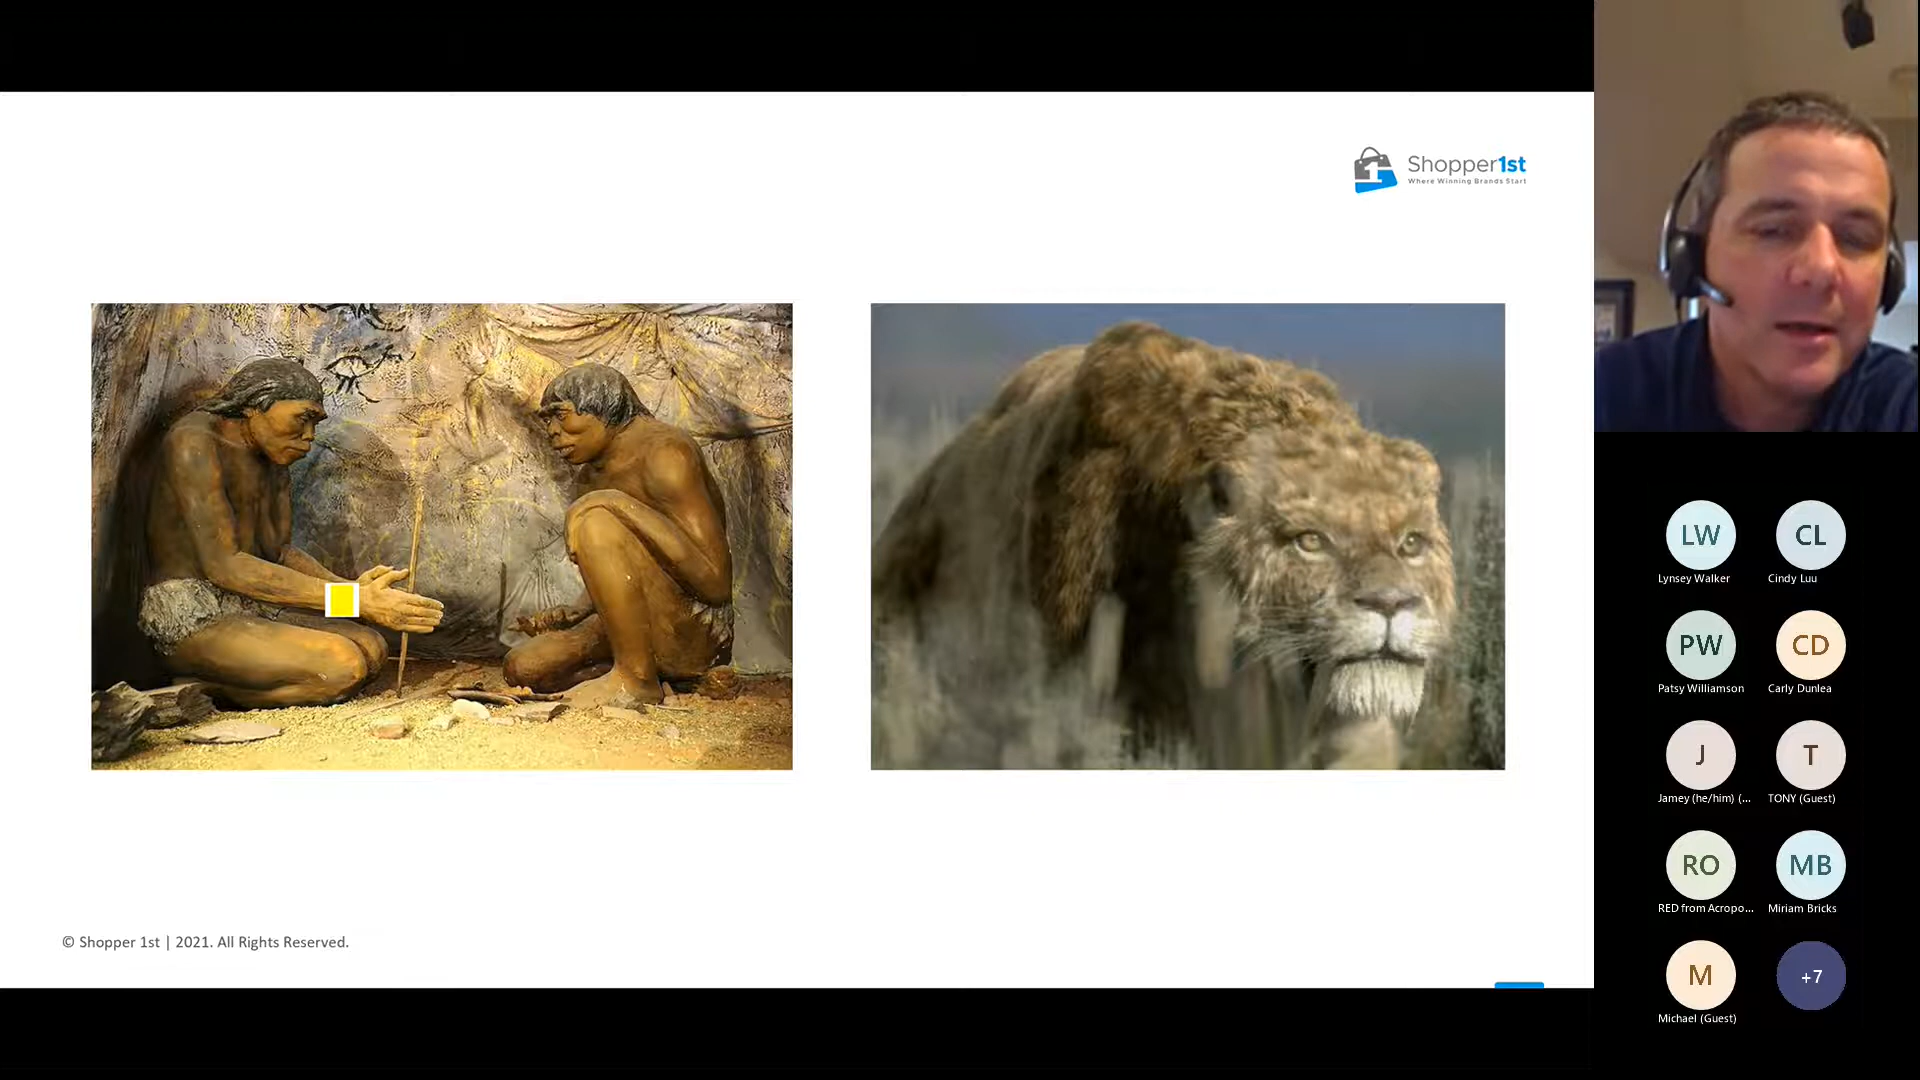 Shopper1st
Where Winning Brands Start
© Shopper 1st | 2021. All Rights Reserved.
LW
CL
Lynsey Walker
Cindy Luu
PW
CD
Patsy Williamson
Carly Dunlea
J
T
Jamey (he/him) (...
TONY (Guest)
RO
MB
RED from Acropo...
Miriam Bricks
M
+7
Michael (Guest)